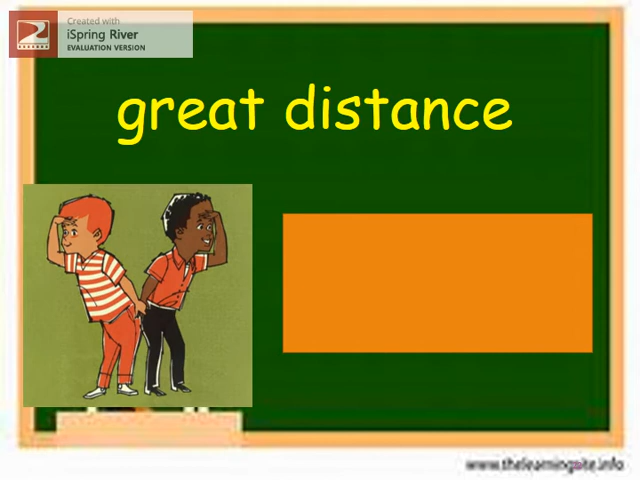 Created with
iSpring River
EVALUATION VERSION
great distance
www.thelearningsite.info